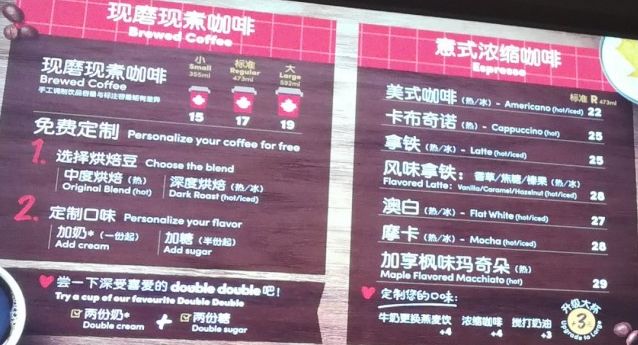 现磨现煮咖啡
Brewed Coffee
现磨现煮咖啡
Brewed Coffee
手工调制饮品容量与标注容量略有差异
小 Small 355ml
标准 Regular 473ml
大 Large 592ml
15 17 19
免费定制 Personalize your coffee for free
1. 选择烘焙豆 Choose the blend
中度烘焙（热） 深度烘焙（热/冰）
Original Blend (hot) Dark Roast (hot/iced)
2. 定制口味 Personalize your flavor
加奶*（一份起） 加糖（半份起）
Add cream Add sugar
尝一下深受喜爱的 double double 吧!
Try a cup of our favourite Double Double
两份奶* + 两份糖
Double cream Double sugar
意式浓缩咖啡
Espresso
标准 R 473ml
美式咖啡（热/冰）- Americano (hot/iced) 22
卡布奇诺（热）- Cappuccino (hot) 25
拿铁（热/冰）- Latte (hot/iced) 25
风味拿铁：香草/焦糖/榛果（热/冰）
Flavored Latte: Vanilla/Caramel/Hazelnut (hot/iced) 28
澳白（热/冰）- Flat White (hot/iced) 27
摩卡（热/冰）- Mocha (hot/iced) 28
加享枫味玛奇朵（热）
Maple Flavored Macchiato (hot) 29
定制您的口味:
牛奶更换燕麦饮 +4 浓缩咖啡 +4 搅打奶油 +3
升级大杯 +3 Upgrade to Large